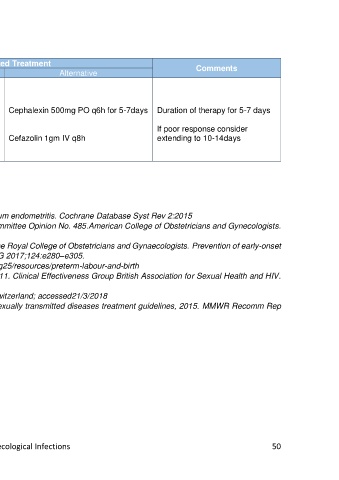 ed Treatment
Comments
Alternative
Cephalexin 500mg PO q6h for 5-7days
Duration of therapy for 5-7 days
Cefazolin 1gm IV q8h
If poor response consider
extending to 10-14days
um endometritis. Cochrane Database Syst Rev 2:2015
mmittee Opinion No. 485.American College of Obstetricians and Gynecologists.
e Royal College of Obstetricians and Gynaecologists. Prevention of early-onset
G 2017;124:e280–e305.
g25/resources/preterm-labour-and-birth
11. Clinical Effectiveness Group British Association for Sexual Health and HIV.
witzerland; accessed21/3/2018
exually transmitted diseases treatment guidelines, 2015. MMWR Recomm Rep
ecological Infections
50